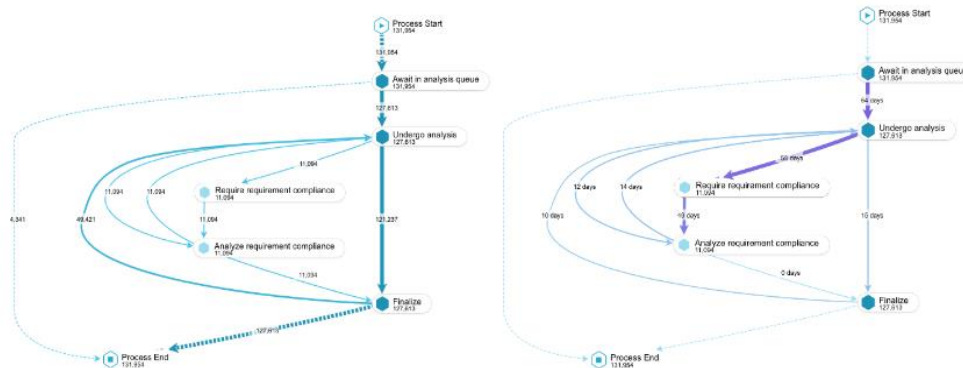 Process Start
131,954
131,954
Await in analysis queue
131,954
127,613
Undergo analysis
127,613
11,094
11,094
11,094
Require requirement compliance
11,094
4,341
49,421
11,094
121,237
Analyze requirement compliance
11,094
11,094
Finalize
127,613
127,613
Process End
131,954
Process Start
131,954
Await in analysis queue
131,954
64 days
Undergo analysis
127,613
58 days
12 days
14 days
Require requirement compliance
11,094
10 days
15 days
Analyze requirement compliance
11,094
0 days
Finalize
127,613
Process End
131,954